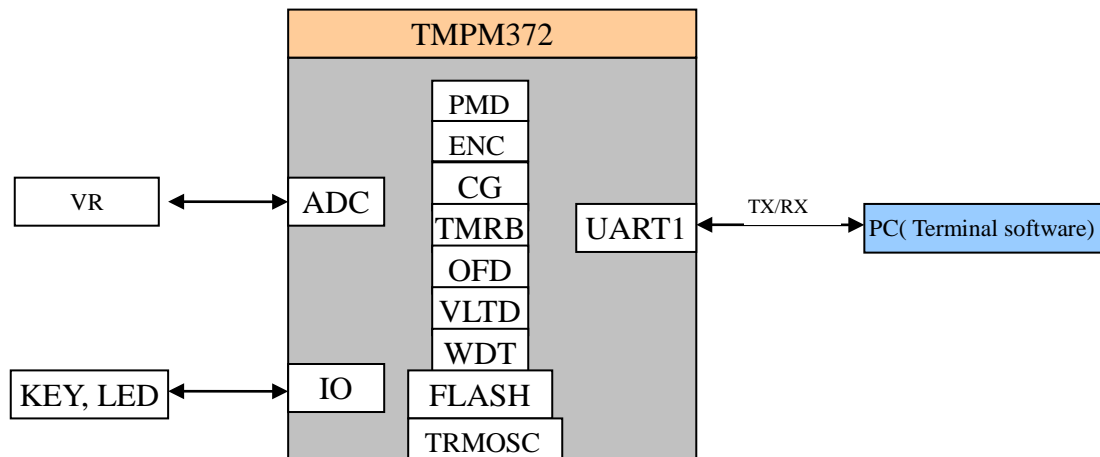 TMPM372
PMD
ENC
CG
TMRB
OFD
VLTD
WDT
FLASH
TRMOSC
VR
ADC
KEY, LED
IO
UART1
TX/RX
PC( Terminal software)